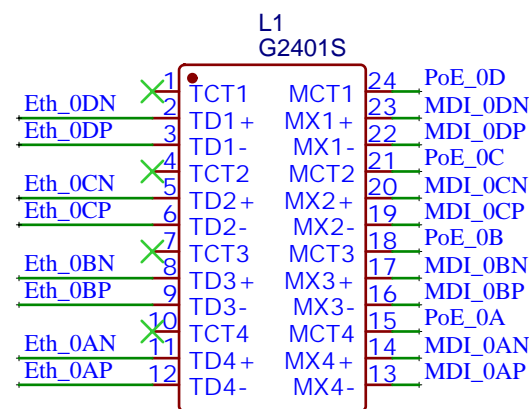 L1
G2401S
1 TCT1 MCT1 24 PoE_0D
Eth_0DN 2 TD1+ MX1+ 23 MDI_0DN
Eth_0DP 3 TD1- MX1- 22 MDI_0DP
4 TCT2 MCT2 21 PoE_0C
Eth_0CN 5 TD2+ MX2+ 20 MDI_0CN
Eth_0CP 6 TD2- MX2- 19 MDI_0CP
7 TCT3 MCT3 18 PoE_0B
Eth_0BN 8 TD3+ MX3+ 17 MDI_0BN
Eth_0BP 9 TD3- MX3- 16 MDI_0BP
10 TCT4 MCT4 15 PoE_0A
Eth_0AN 11 TD4+ MX4+ 14 MDI_0AN
Eth_0AP 12 TD4- MX4- 13 MDI_0AP